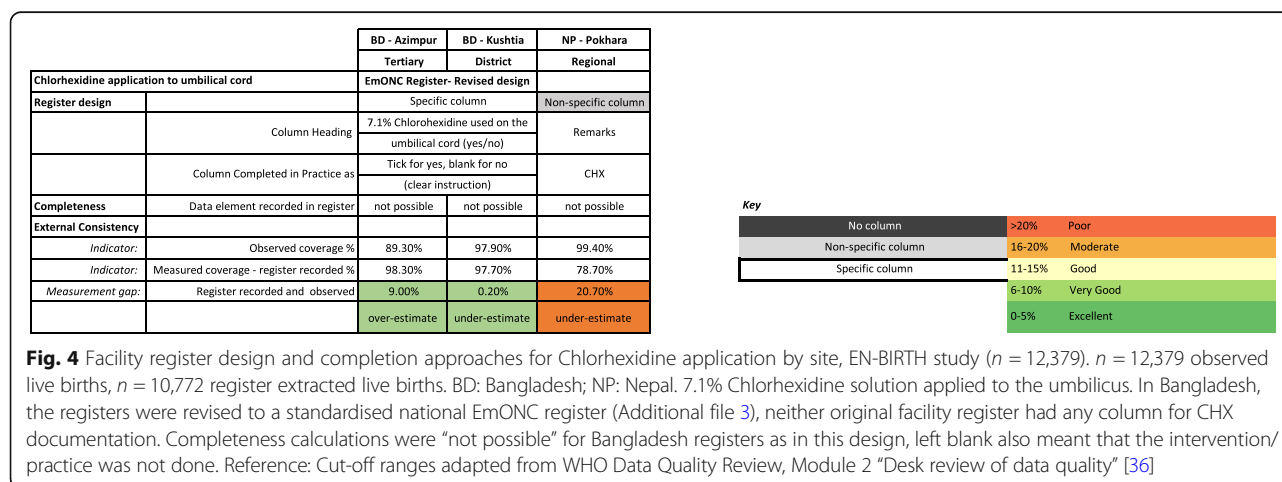 BD - Azimpur BD - Kushtia NP - Pokhara
Tertiary District Regional
Chlorhexidine application to umbilical cord EmONC Register- Revised design
Register design Specific column Non-specific column
Column Heading 7.1% Chlorohexidine used on the umbilical cord (yes/no) Remarks
Column Completed in Practice as Tick for yes, blank for no (clear instruction) CHX
Completeness Data element recorded in register not possible not possible not possible
External Consistency
Indicator: Observed coverage % 89.30% 97.90% 99.40%
Indicator: Measured coverage - register recorded % 98.30% 97.70% 78.70%
Measurement gap: Register recorded and observed 9.00% 0.20% 20.70%
over-estimate under-estimate under-estimate
Key
No column >20% Poor
Non-specific column 16-20% Moderate
Specific column 11-15% Good
6-10% Very Good
0-5% Excellent
Fig. 4 Facility register design and completion approaches for Chlorhexidine application by site, EN-BIRTH study (n = 12,379). n = 12,379 observed
live births, n = 10,772 register extracted live births. BD: Bangladesh; NP: Nepal. 7.1% Chlorhexidine solution applied to the umbilicus. In Bangladesh,
the registers were revised to a standardised national EmONC register (Additional file 3), neither original facility register had any column for CHX
documentation. Completeness calculations were “not possible” for Bangladesh registers as in this design, left blank also meant that the intervention/
practice was not done. Reference: Cut-off ranges adapted from WHO Data Quality Review, Module 2 “Desk review of data quality” [36]